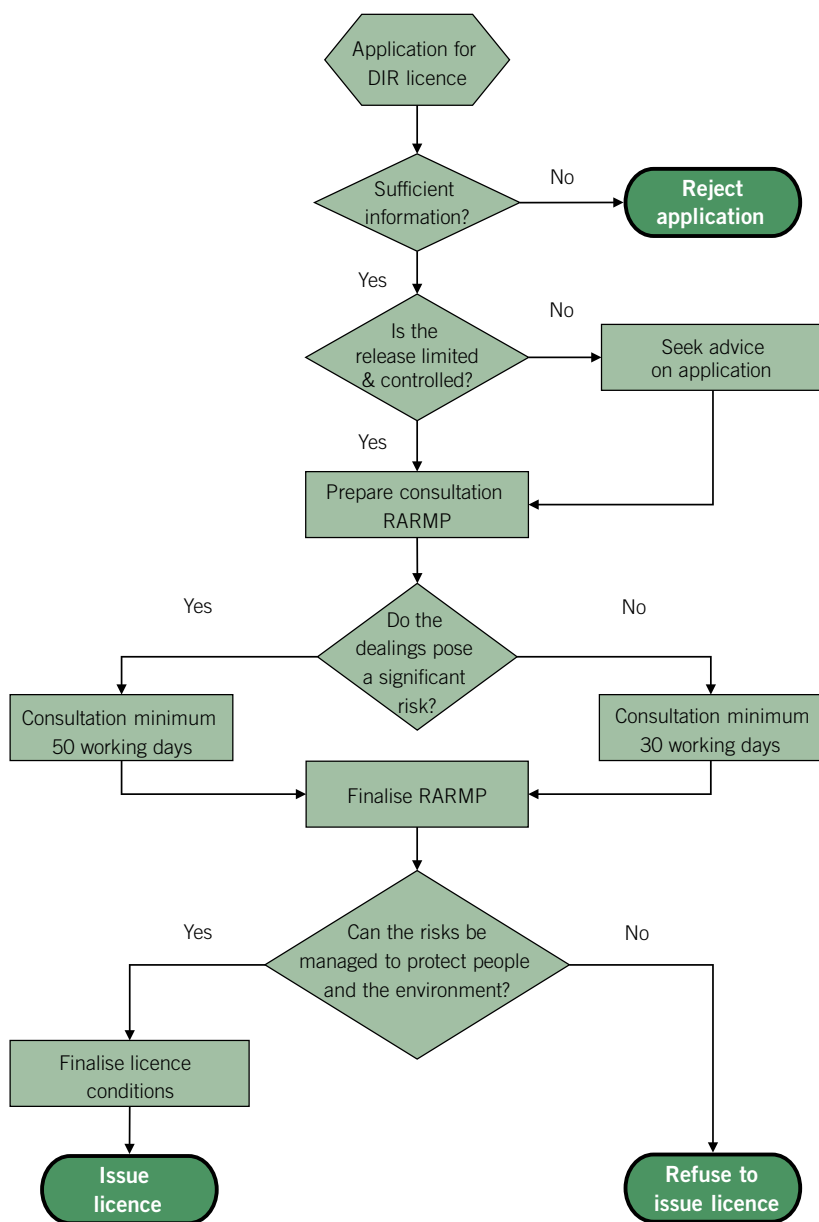 Application for
DIR licence
Sufficient
information?
No
Reject
application
Yes
Is the
release limited
& controlled?
No
Seek advice
on application
Yes
Prepare consultation
RARMP
Yes
Do the
dealings pose
a significant
risk?
No
Consultation minimum
50 working days
Consultation minimum
30 working days
Finalise RARMP
Yes
Can the risks be
managed to protect people
and the environment?
No
Finalise licence
conditions
Issue
licence
Refuse to
issue licence